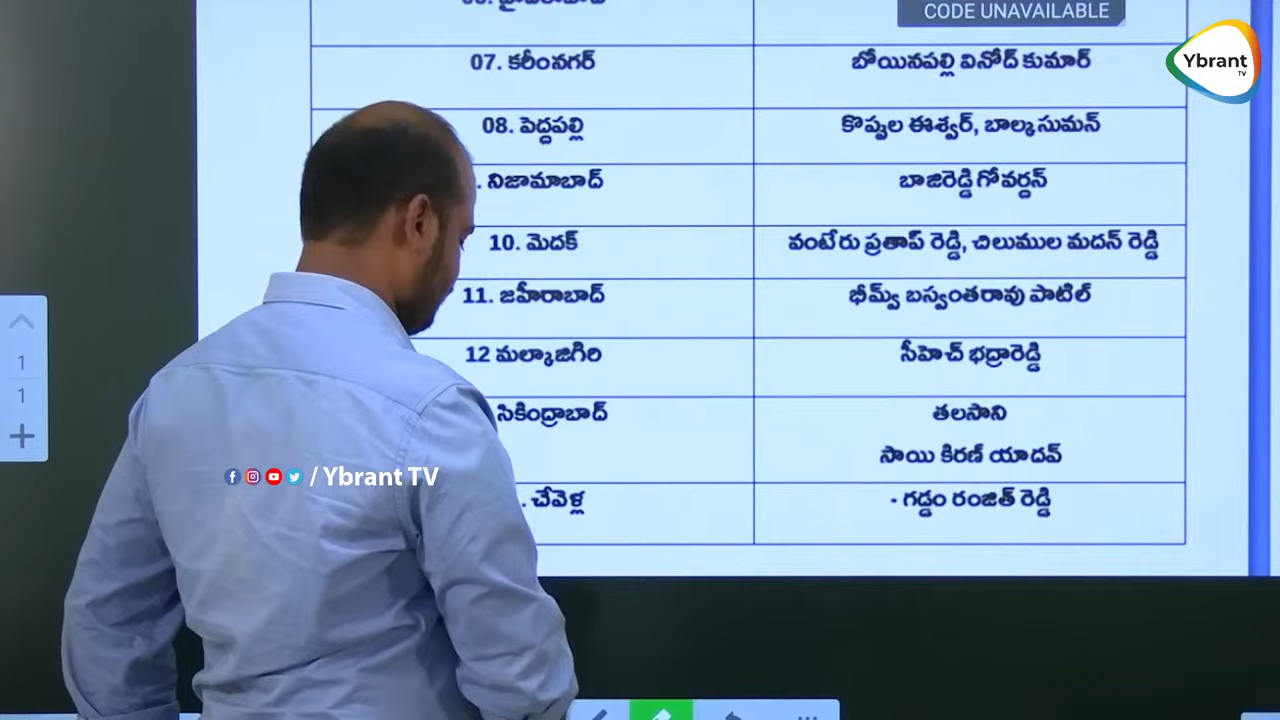 CODE UNAVAILABLE
Ybrant
TV
07. కరీంనగర్
బోయినపల్లి వినోద్ కుమార్
08. పెద్దపల్లి
కొప్పుల ఈశ్వర్, బాల్క సుమన్
. నిజామాబాద్
బాజిరెడ్డి గోవర్దన్
10. మెదక్
వంటేరు ప్రతాప్ రెడ్డి, చిలుముల మదన్ రెడ్డి
11. జహీరాబాద్
భీమ్వ్ బస్వంతరావు పాటిల్
12 మల్కాజిగిరి
సీహెచ్ భద్రారెడ్డి
సికింద్రాబాద్
తలసాని
సాయి కిరణ్ యాదవ్
. చేవెళ్ల
- గడ్డం రంజిత్ రెడ్డి
/ Ybrant TV
1
1